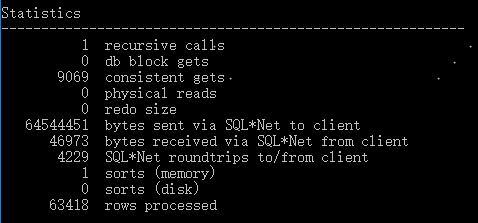 Statistics
----------------------------------------------------------
1 recursive calls
0 db block gets
9069 consistent gets
0 physical reads
0 redo size
64544451 bytes sent via SQL*Net to client
46973 bytes received via SQL*Net from client
4229 SQL*Net roundtrips to/from client
1 sorts (memory)
0 sorts (disk)
63418 rows processed